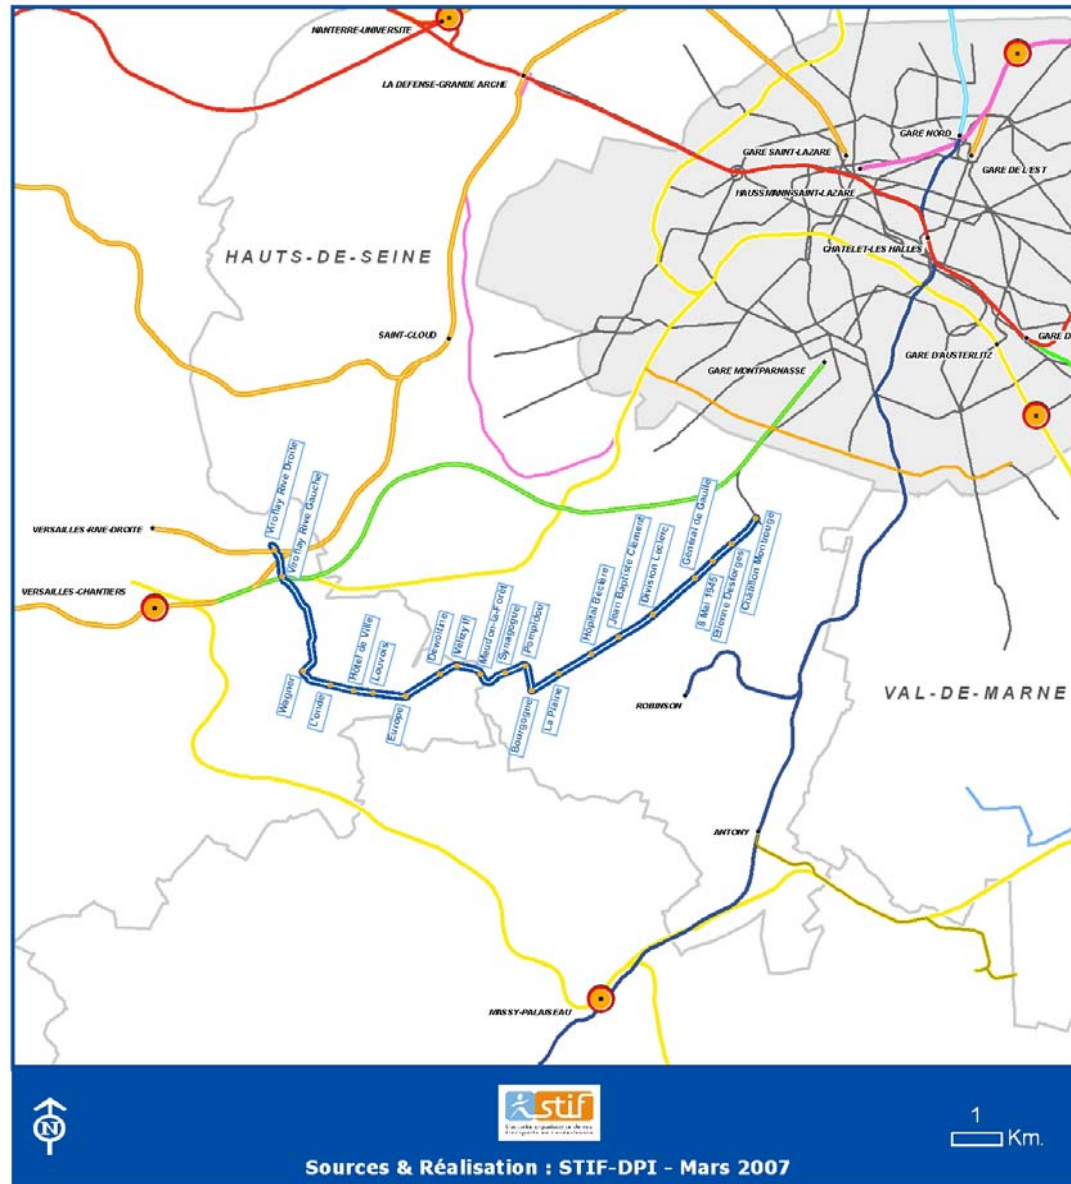 NANTERRE-UNIVERSITE
LA DEFENSE-GRANDE ARCHE
GARE NORD
GARE SAINT-LAZARE
GARE DE L'EST
HAUSSMANN-SAINT-LAZARE
HAUTS-DE-SEINE
CHATELET-LES HALLES
SAINT-CLOUD
GARE D
GARE D'AUSTERLITZ
GARE MONTPARNASSE
Viroflay Rive Droite
Viroflay Rive Gauche
VERSAILLES-RIVE-DROITE
VERSAILLES-CHANTIERS
Wagner
L'onde
Hôtel de Ville
Louvois
Europe
Dewoitine
Vélizy II
Meudon-la-Foret
Synagogue
Pompidou
Bourgogne
La Plaine
Hôpital Béclère
Jean Baptiste Clément
Division Leclerc
Général de Gaulle
8 Mai 1945
Etienne Desforges
Châtillon Montrouge
ROBINSON
VAL-DE-MARNE
ANTONY
MASSY-PALAISEAU
N
stif
1
Km.
Sources & Réalisation : STIF-DPI - Mars 2007